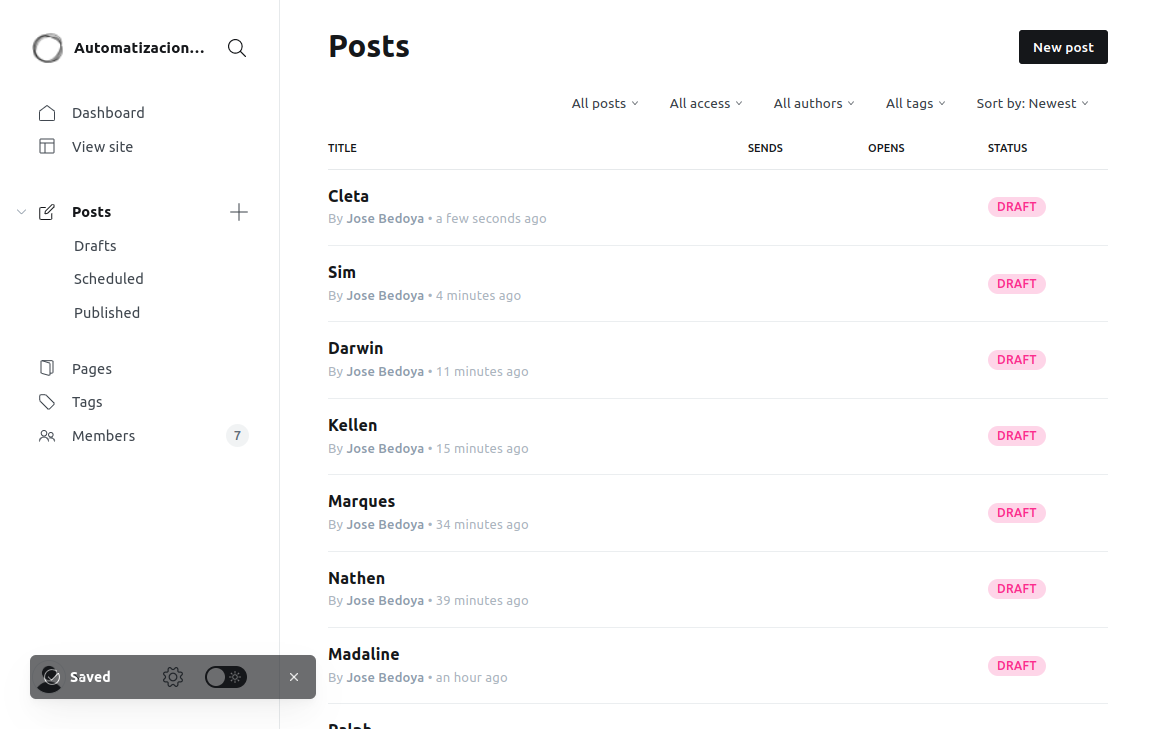 Automatizacion...
Dashboard
View site
Posts
Drafts
Scheduled
Published
Pages
Tags
Members 7
Saved
Posts
New post
All posts All access All authors All tags Sort by: Newest
TITLE SENDS OPENS STATUS
Cleta
By Jose Bedoya • a few seconds ago
DRAFT
Sim
By Jose Bedoya • 4 minutes ago
DRAFT
Darwin
By Jose Bedoya • 11 minutes ago
DRAFT
Kellen
By Jose Bedoya • 15 minutes ago
DRAFT
Marques
By Jose Bedoya • 34 minutes ago
DRAFT
Nathen
By Jose Bedoya • 39 minutes ago
DRAFT
Madaline
By Jose Bedoya • an hour ago
DRAFT
Ralph